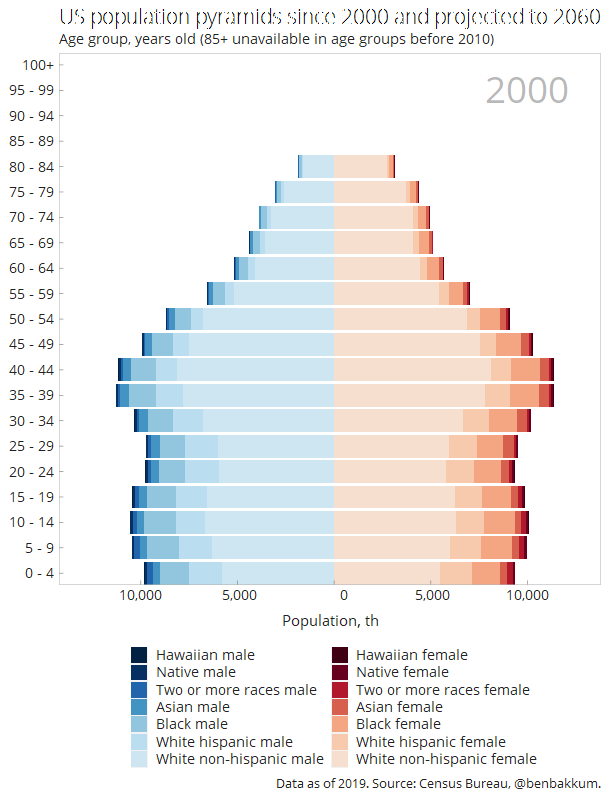 US population pyramids since 2000 and projected to 2060
Age group, years old (85+ unavailable in age groups before 2010)
2000
100+
95 - 99
90 - 94
85 - 89
80 - 84
75 - 79
70 - 74
65 - 69
60 - 64
55 - 59
50 - 54
45 - 49
40 - 44
35 - 39
30 - 34
25 - 29
20 - 24
15 - 19
10 - 14
5 - 9
0 - 4
10,000 5,000 0 5,000 10,000
Population, th
Hawaiian male Hawaiian female
Native male Native female
Two or more races male Two or more races female
Asian male Asian female
Black male Black female
White hispanic male White hispanic female
White non-hispanic male White non-hispanic female
Data as of 2019. Source: Census Bureau, @benbakkum.